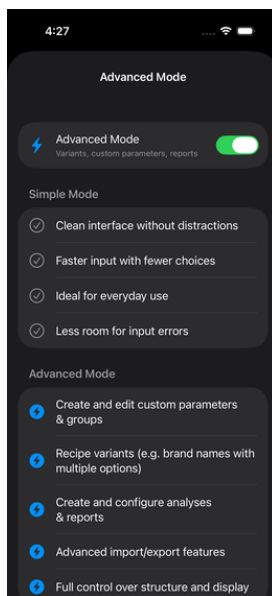 4:27
Advanced Mode
Advanced Mode
Variants, custom parameters, reports
Simple Mode
Clean interface without distractions
Faster input with fewer choices
Ideal for everyday use
Less room for input errors
Advanced Mode
Create and edit custom parameters
& groups
Recipe variants (e.g. brand names with
multiple options)
Create and configure analyses
& reports
Advanced import/export features
Full control over structure and display